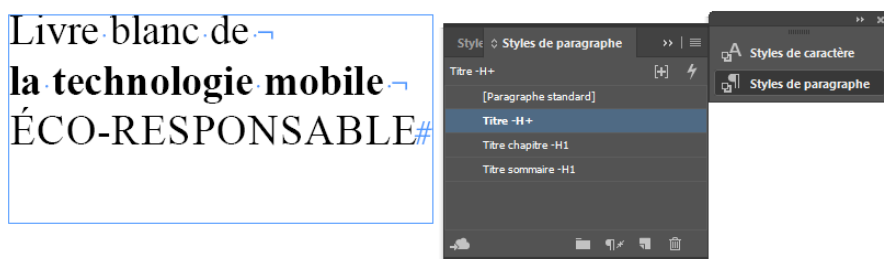 Livre blanc de ¬
la technologie mobile ¬
ÉCO-RESPONSABLE#
Style Styles de paragraphe
Titre -H+
[Paragraphe standard]
Titre -H+
Titre chapitre -H1
Titre sommaire -H1
Styles de caractère
Styles de paragraphe